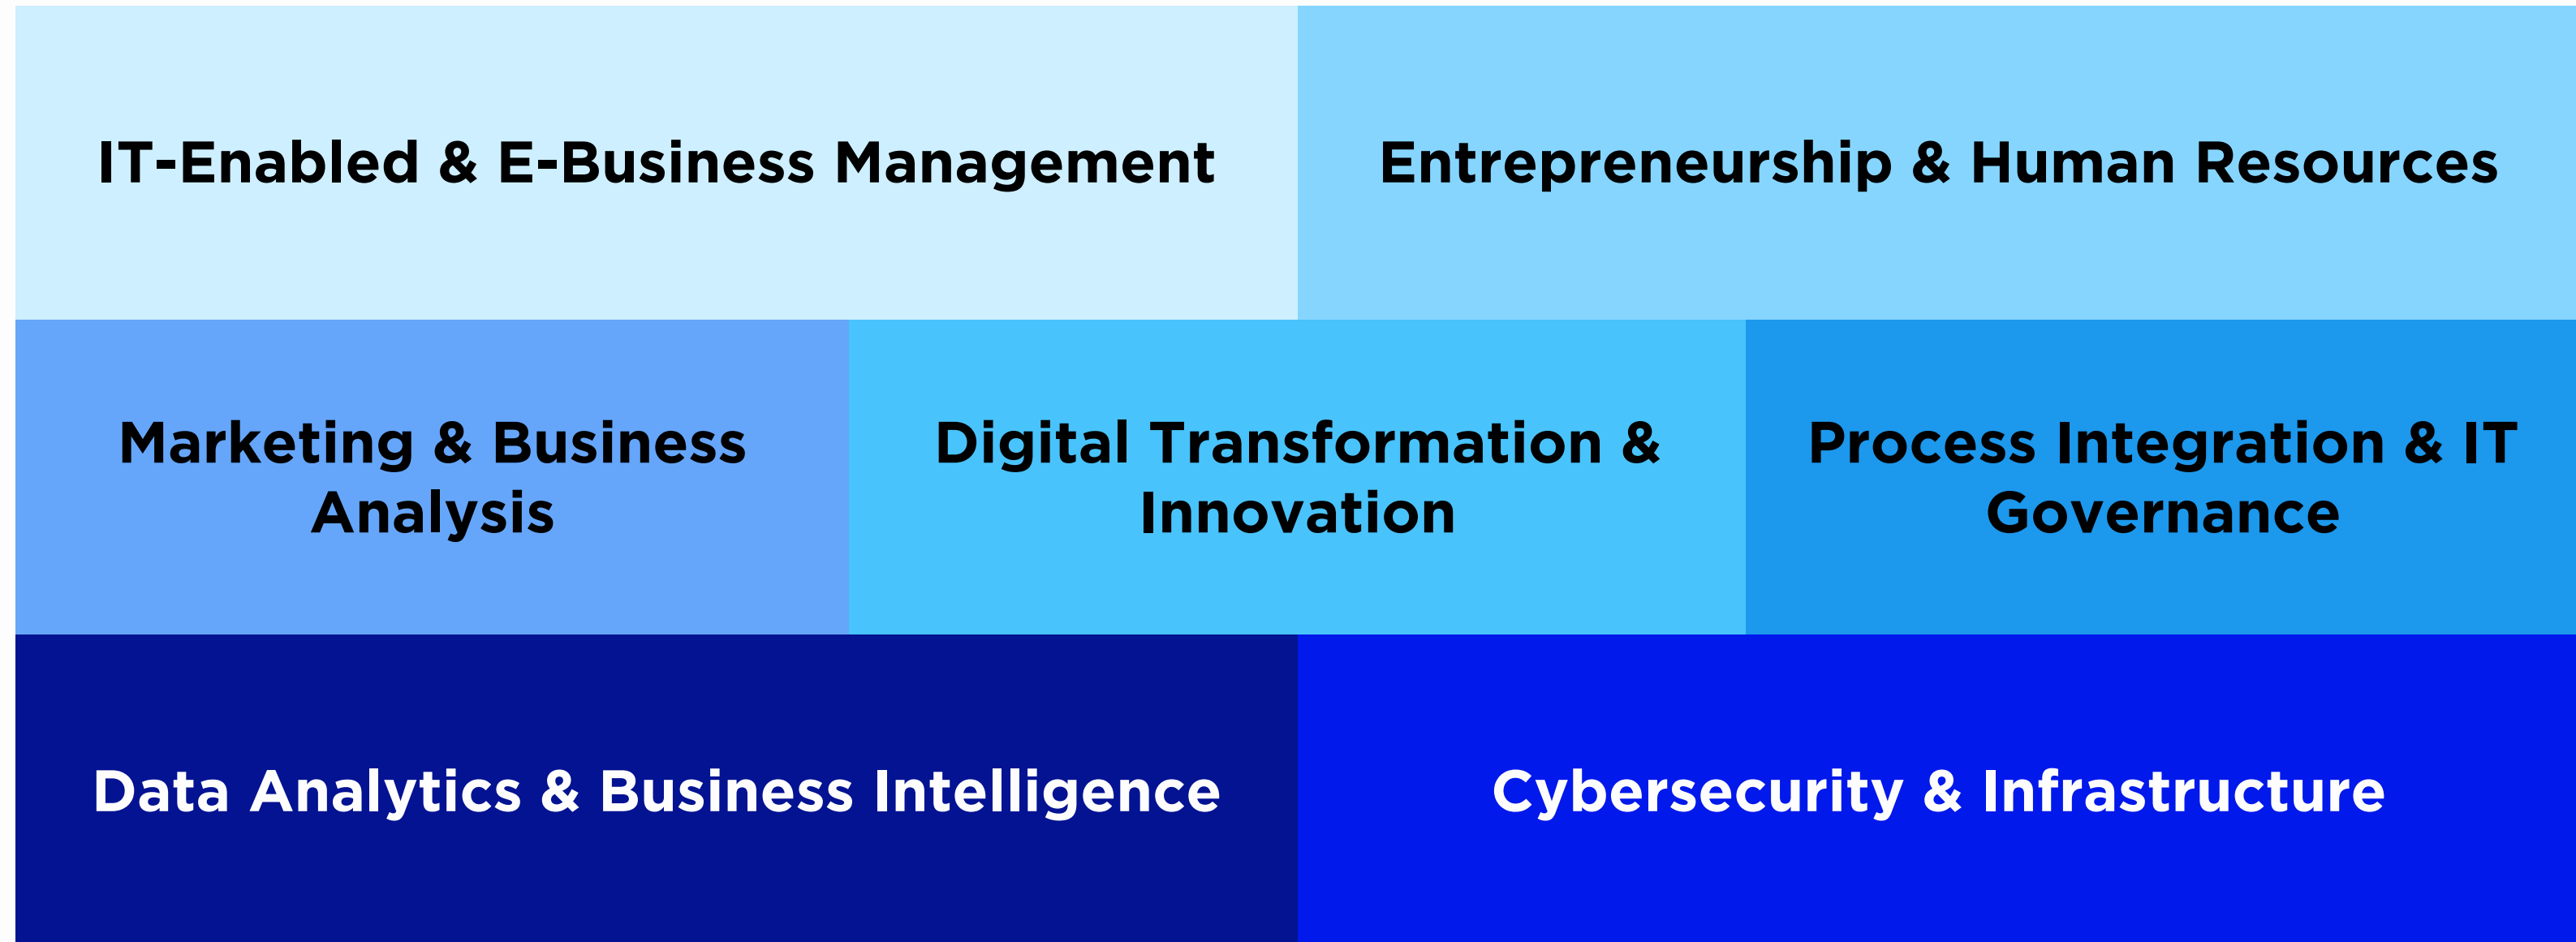 IT-Enabled & E-Business Management
Entrepreneurship & Human Resources
Marketing & Business
Analysis
Digital Transformation &
Innovation
Process Integration & IT
Governance
Data Analytics & Business Intelligence
Cybersecurity & Infrastructure